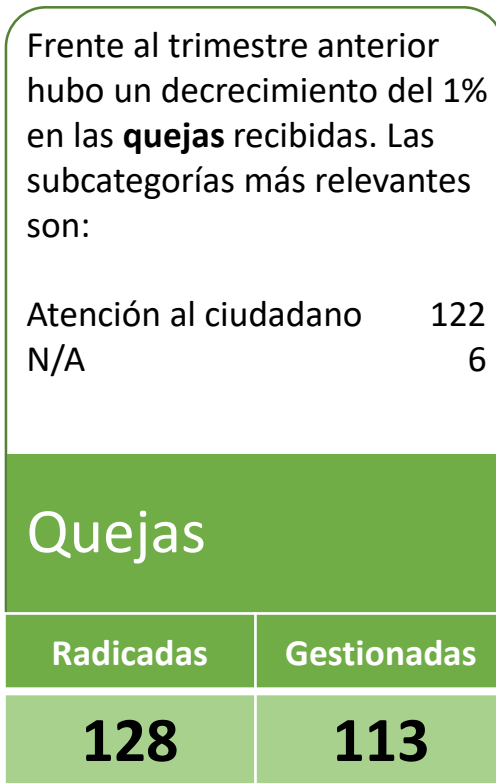 Frente al trimestre anterior
hubo un decrecimiento del 1%
en las quejas recibidas. Las
subcategorías más relevantes
son:
Atención al ciudadano 122
N/A 6
Quejas
Radicadas Gestionadas
128 113